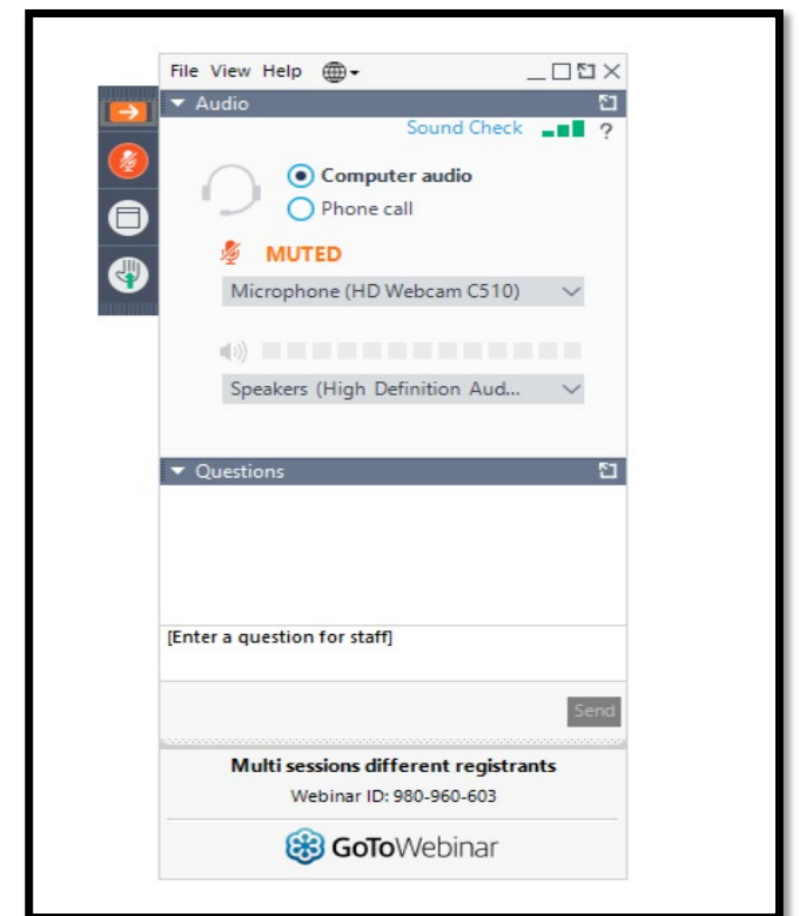 File View Help
Audio
Sound Check ?
Computer audio
Phone call
MUTED
Microphone (HD Webcam C510)
Speakers (High Definition Aud...
Questions
[Enter a question for staff]
Send
Multi sessions different registrants
Webinar ID: 980-960-603
GoToWebinar